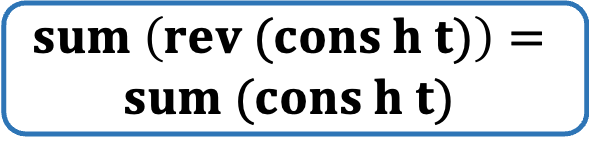 sum (rev (cons h t)) =
sum (cons h t)